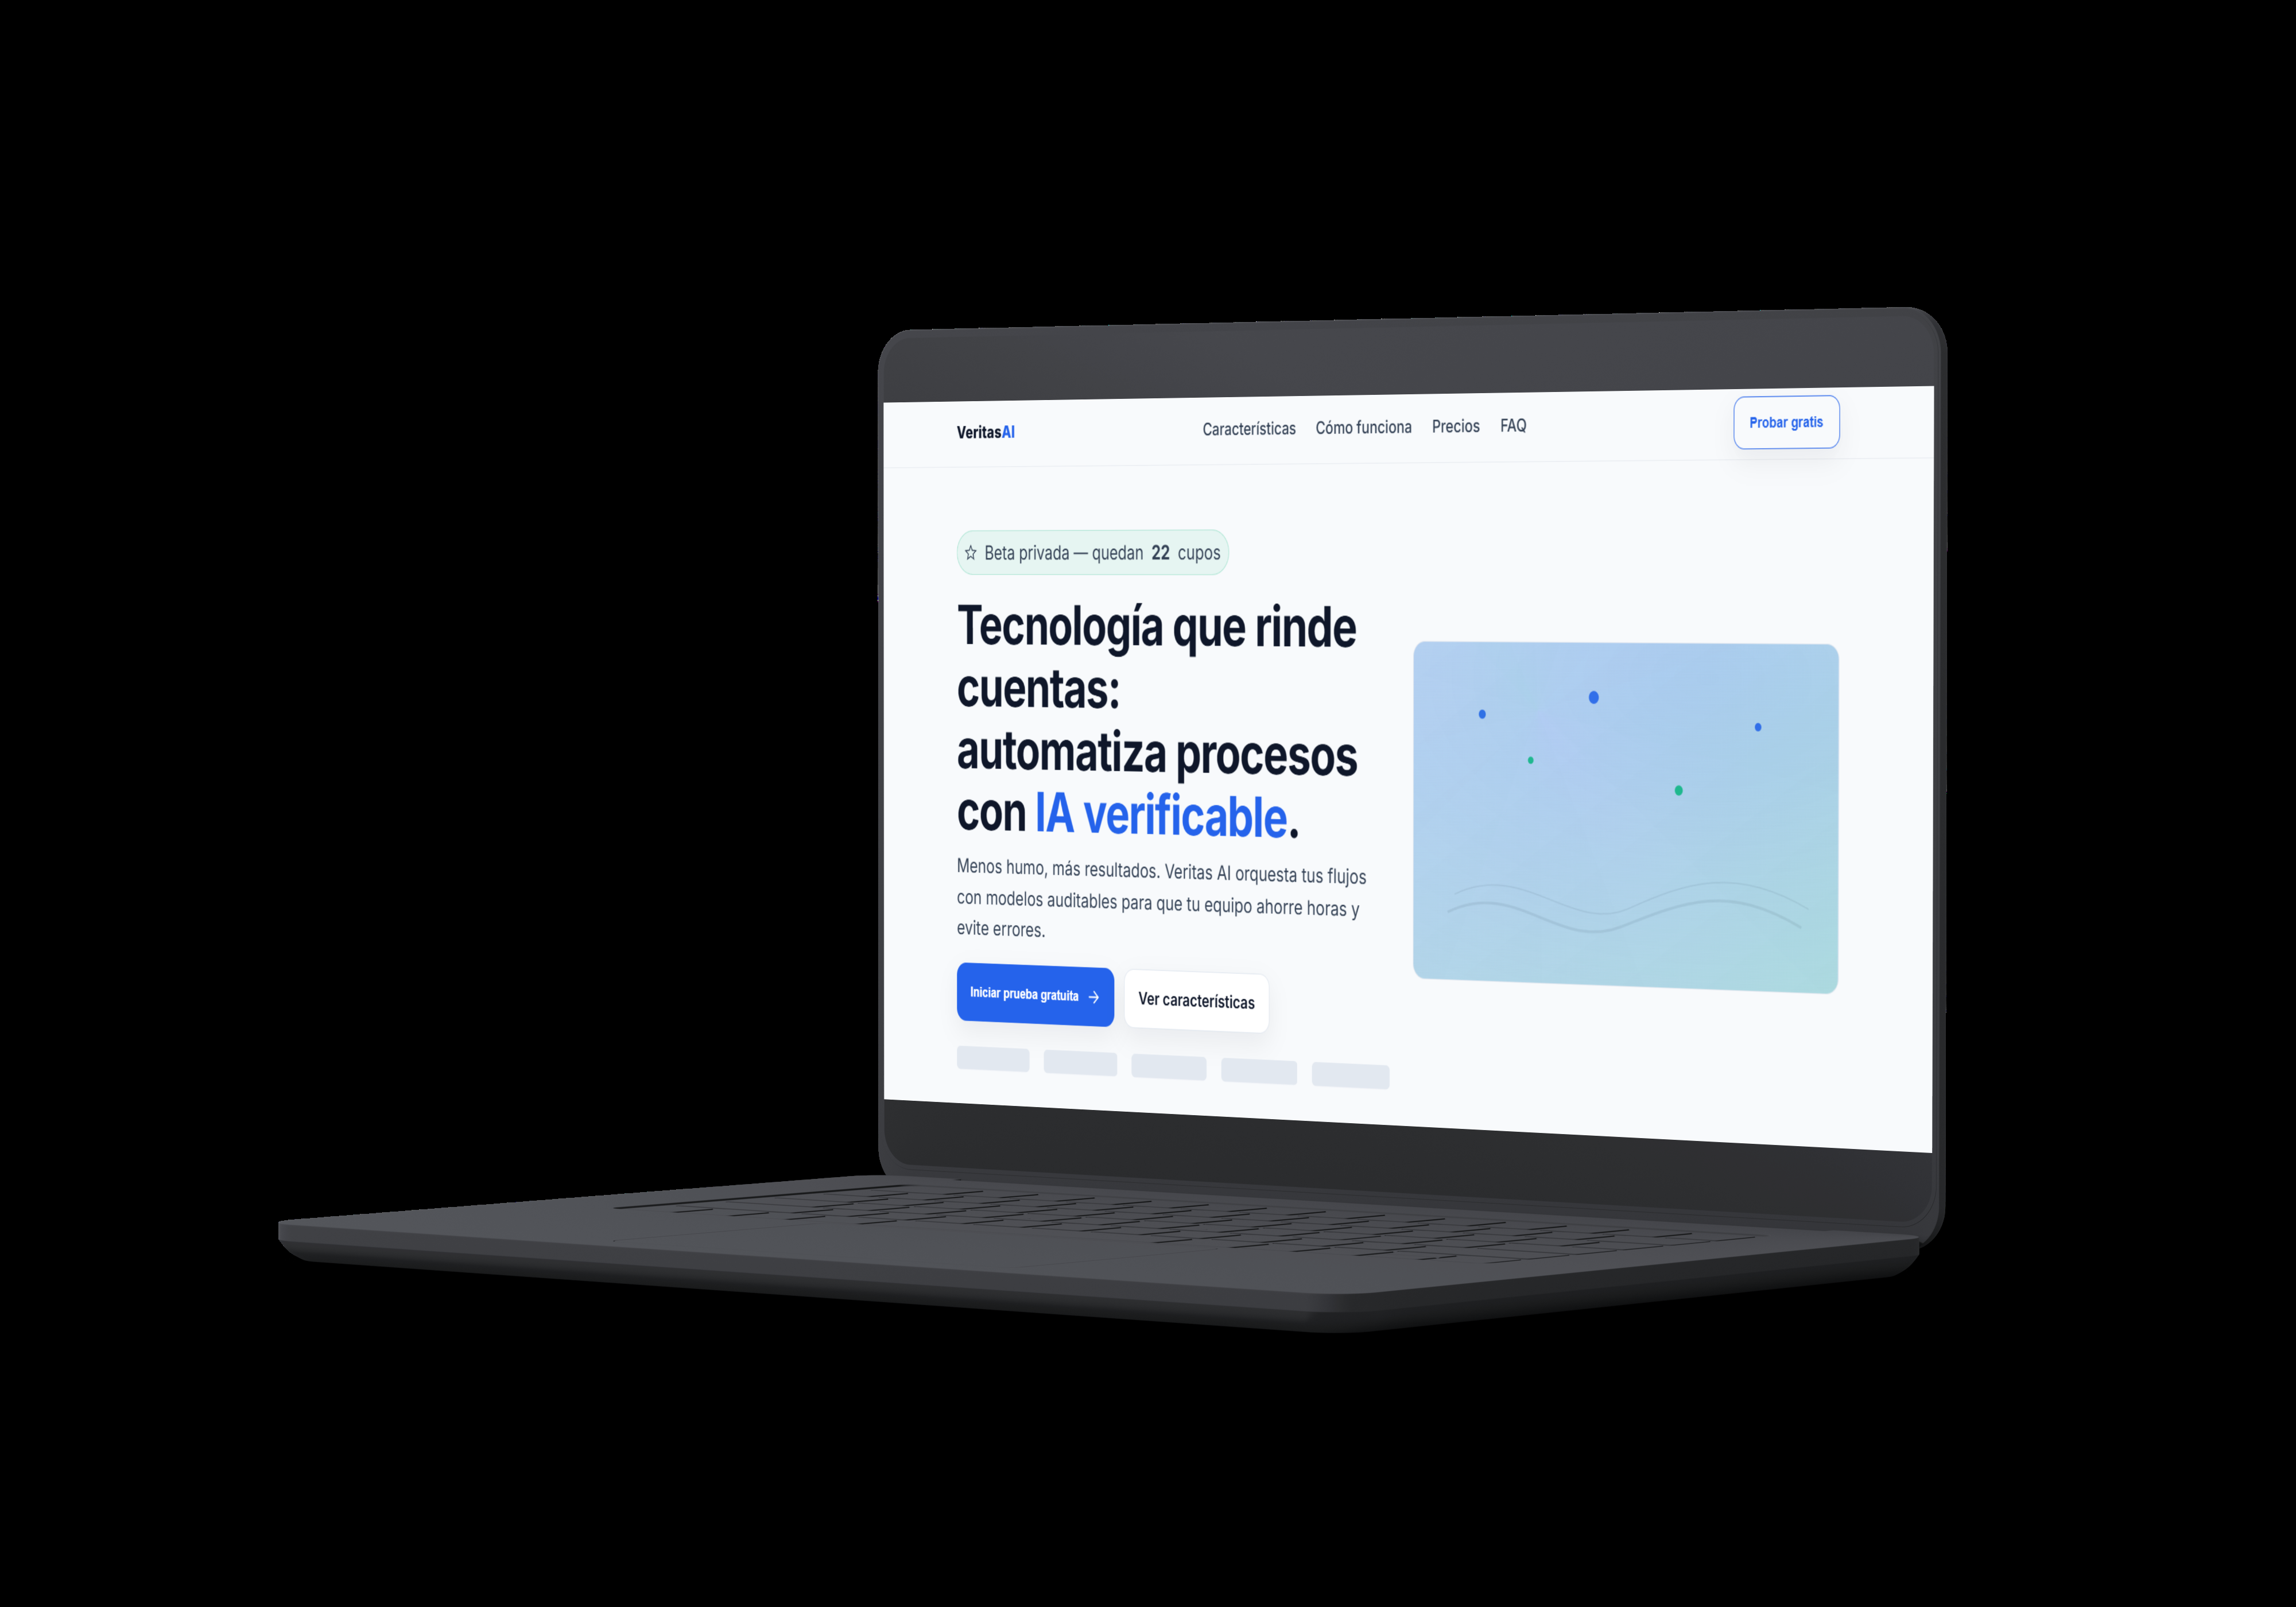 VeritasAI
Características Cómo funciona Precios FAQ
Probar gratis
Beta privada — quedan 22 cupos
Tecnología que rinde
cuentas:
automatiza procesos
con IA verificable.
Menos humo, más resultados. Veritas AI orquesta tus flujos
con modelos auditables para que tu equipo ahorre horas y
evite errores.
Iniciar prueba gratuita →
Ver características